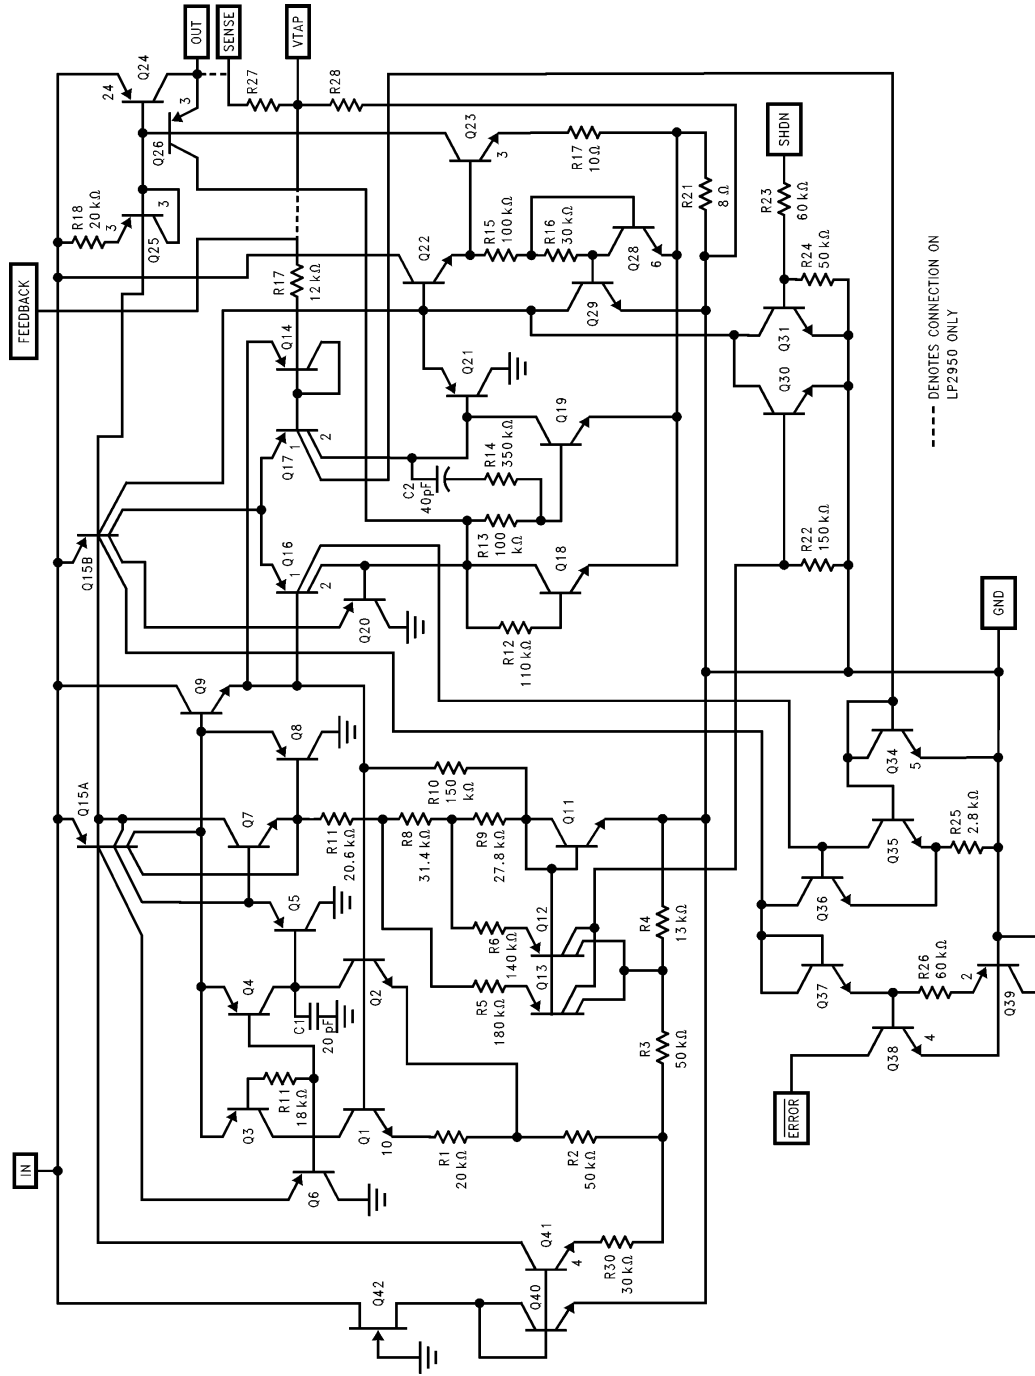 IN
FEEDBACK
Q15A
Q15B
R18
20 kΩ
3
Q25
3
24
Q24
Q26
3
OUT
SENSE
Q3
Q4
Q7
Q9
R11
18 kΩ
Q6
C1
20 pF
Q5
Q8
Q16
1
2
Q17
1
2
Q14
R17
12 kΩ
R27
VTAP
R28
Q42
Q1
10
Q2
R11
20.6 kΩ
Q20
C2
40pF
Q21
Q22
Q23
3
R1
20 kΩ
R8
31.4 kΩ
R10
150
kΩ
R13
100
kΩ
R14
350 kΩ
R15
100 kΩ
R5
180 kΩ
R6
140 kΩ
R9
27.8 kΩ
R12
110 kΩ
R16
30 kΩ
R17
10Ω
Q40
Q41
4
Q13
Q12
Q11
Q18
Q19
Q29
Q28
6
R2
50 kΩ
R30
30 kΩ
R3
50 kΩ
R4
13 kΩ
R21
8 Ω
R23
60 kΩ
SHDN
R22
150 kΩ
Q30
Q31
R24
50 kΩ
ERROR
Q38
4
Q37
Q36
Q35
Q34
5
R26
60 kΩ
R25
2.8 kΩ
2
Q39
GND
DENOTES CONNECTION ON
LP2950 ONLY